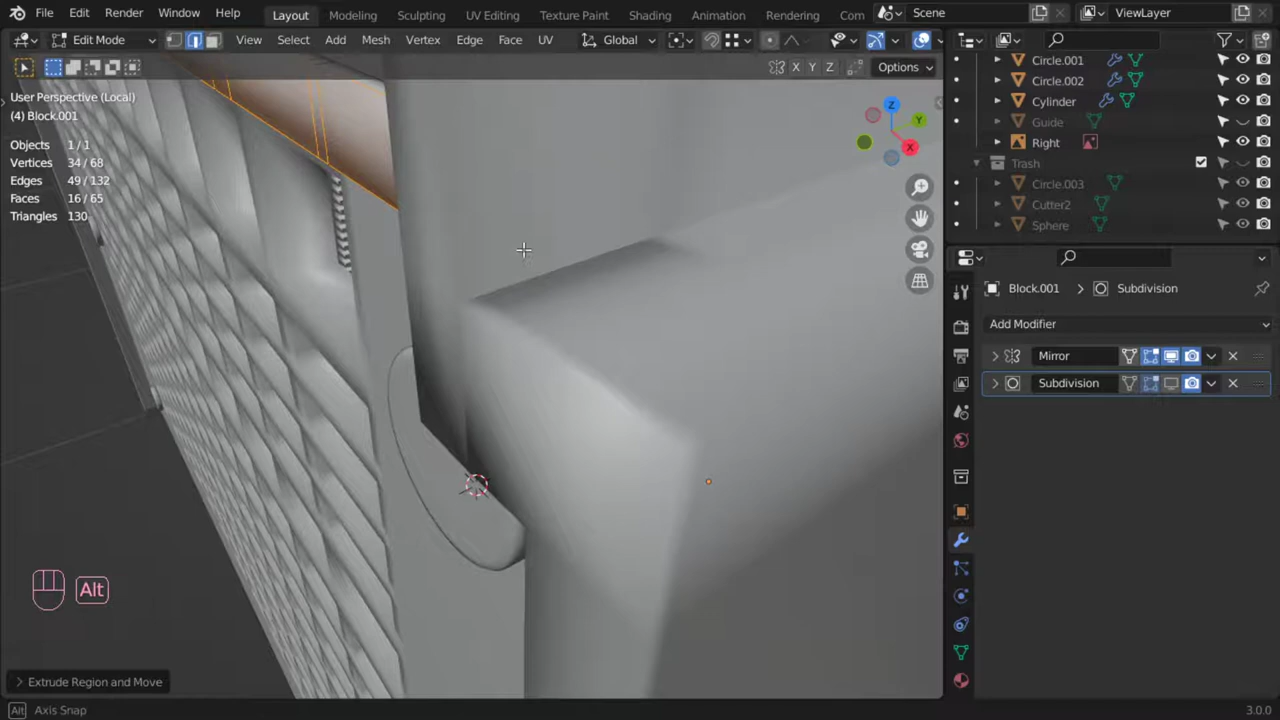 File Edit Render Window Help Layout Modeling Sculpting UV Editing Texture Paint Shading Animation Rendering Com Scene ViewLayer
Edit Mode View Select Add Mesh Vertex Edge Face UV Global
X Y Z Options
User Perspective (Local)
(4) Block.001
Objects 1 / 1
Vertices 34 / 68
Edges 49 / 132
Faces 16 / 65
Triangles 130
Z
Y
X
Circle.001
Circle.002
Cylinder
Guide
Right
Trash
Circle.003
Cutter2
Sphere
Block.001 Subdivision
Add Modifier
Mirror
Subdivision
Alt
Extrude Region and Move
Alt Axis Snap 3.0.0